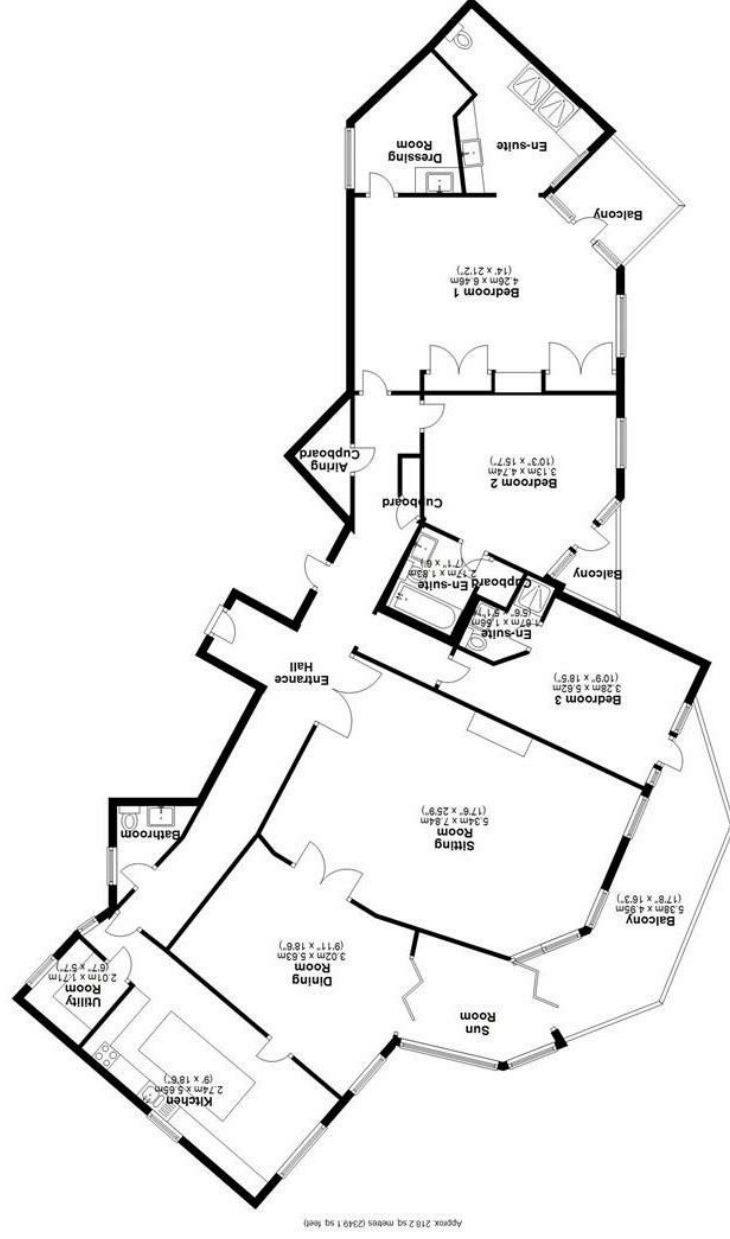 Approx. 218.2 sq. metres (2349.1 sq. feet)
Kitchen
2.74m x 5.65m
(9' x 18'6")
Sun
Room
Utility
Room
2.01m x 1.71m
(6'7" x 5'7")
Dining
Room
3.02m x 5.63m
(9'11" x 18'6")
Balcony
5.38m x 4.95m
(17'8" x 16'3")
Bathroom
Sitting
Room
5.34m x 7.84m
(17'6" x 25'9")
Bedroom 3
3.28m x 5.62m
(10'9" x 18'5")
Entrance
Hall
En-suite
1.67m x 1.56m
(5'6" x 5'1")
Cupboard
En-suite
2.17m x 1.83m
(7'1" x 6')
Balcony
Cupboard
Bedroom 2
3.13m x 4.74m
(10'3" x 15'7")
Airing
Cupboard
Bedroom 1
4.26m x 6.46m
(14' x 21'2")
Balcony
En-suite
Dressing
Room